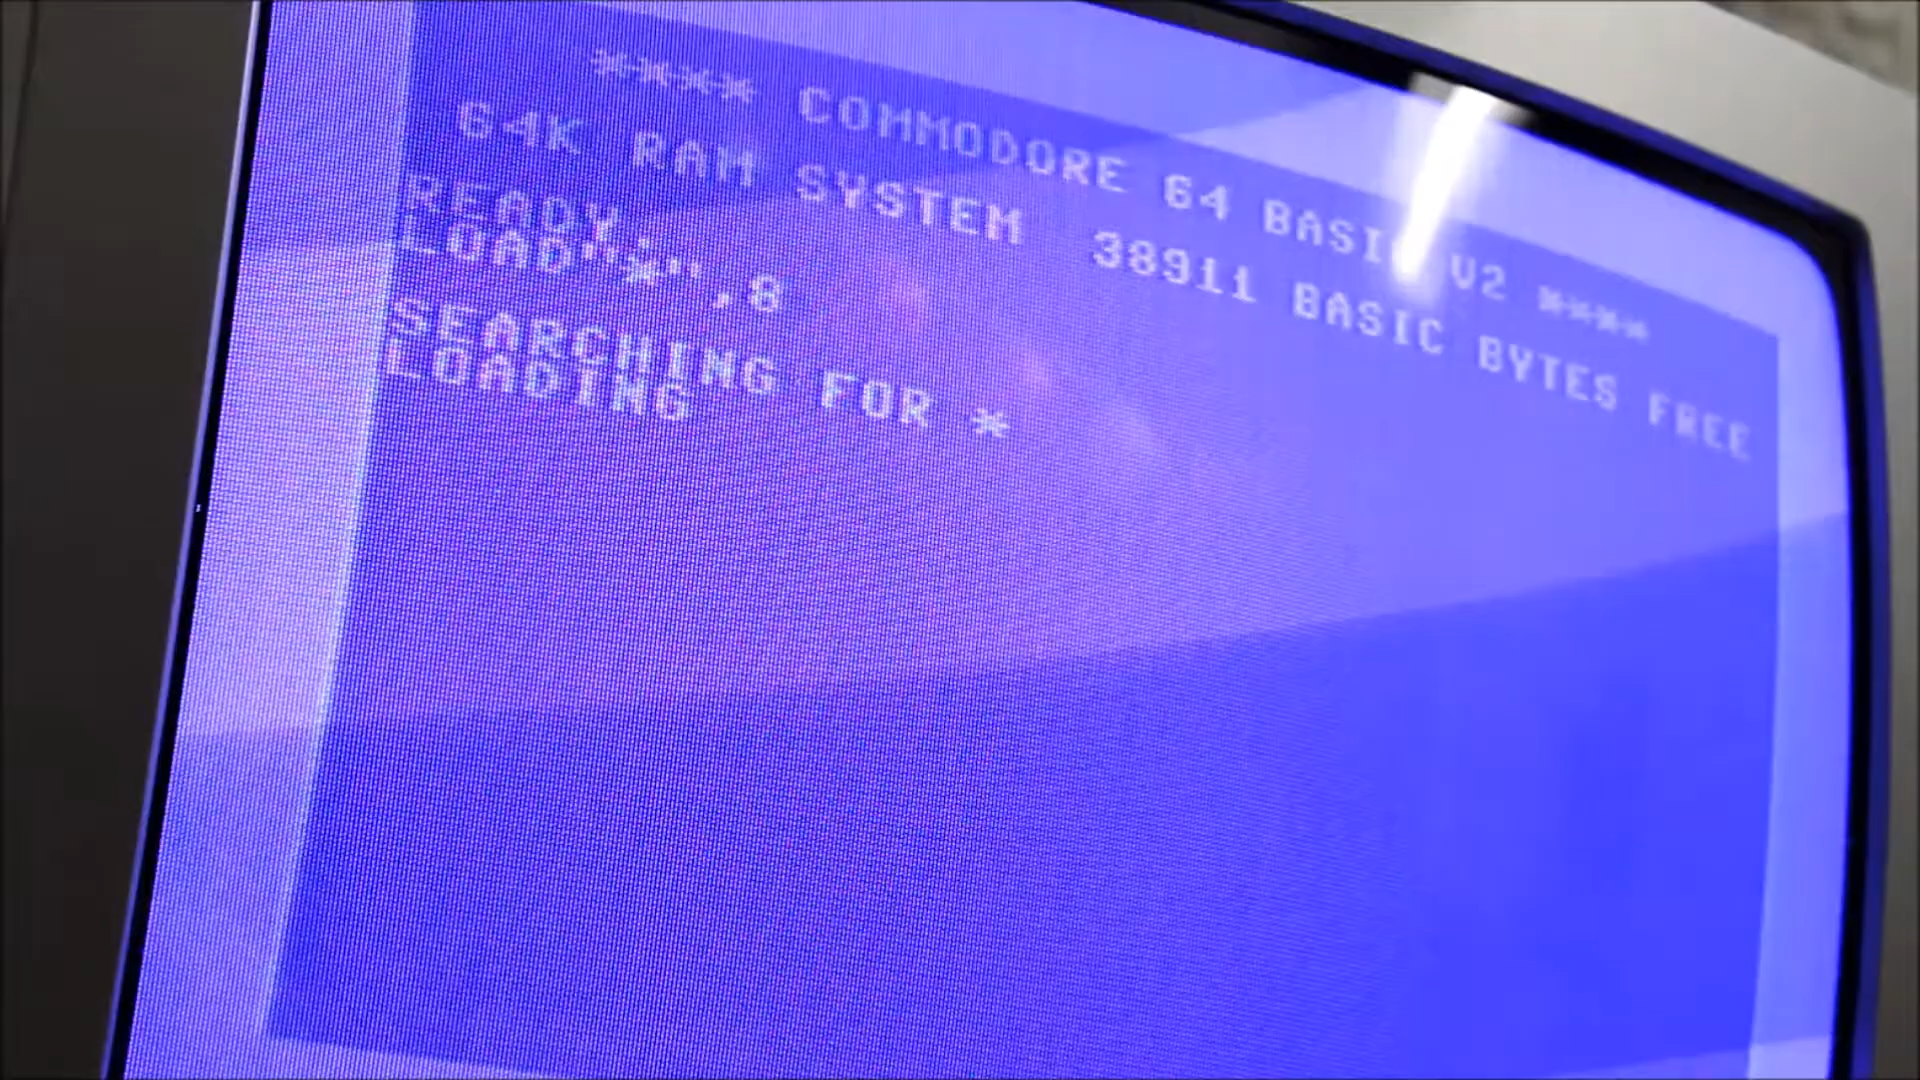 **** COMMODORE 64 BASIC V2 ****
64K RAM SYSTEM  38911 BASIC BYTES FREE
READY.
LOAD"*",8
SEARCHING FOR *
LOADING